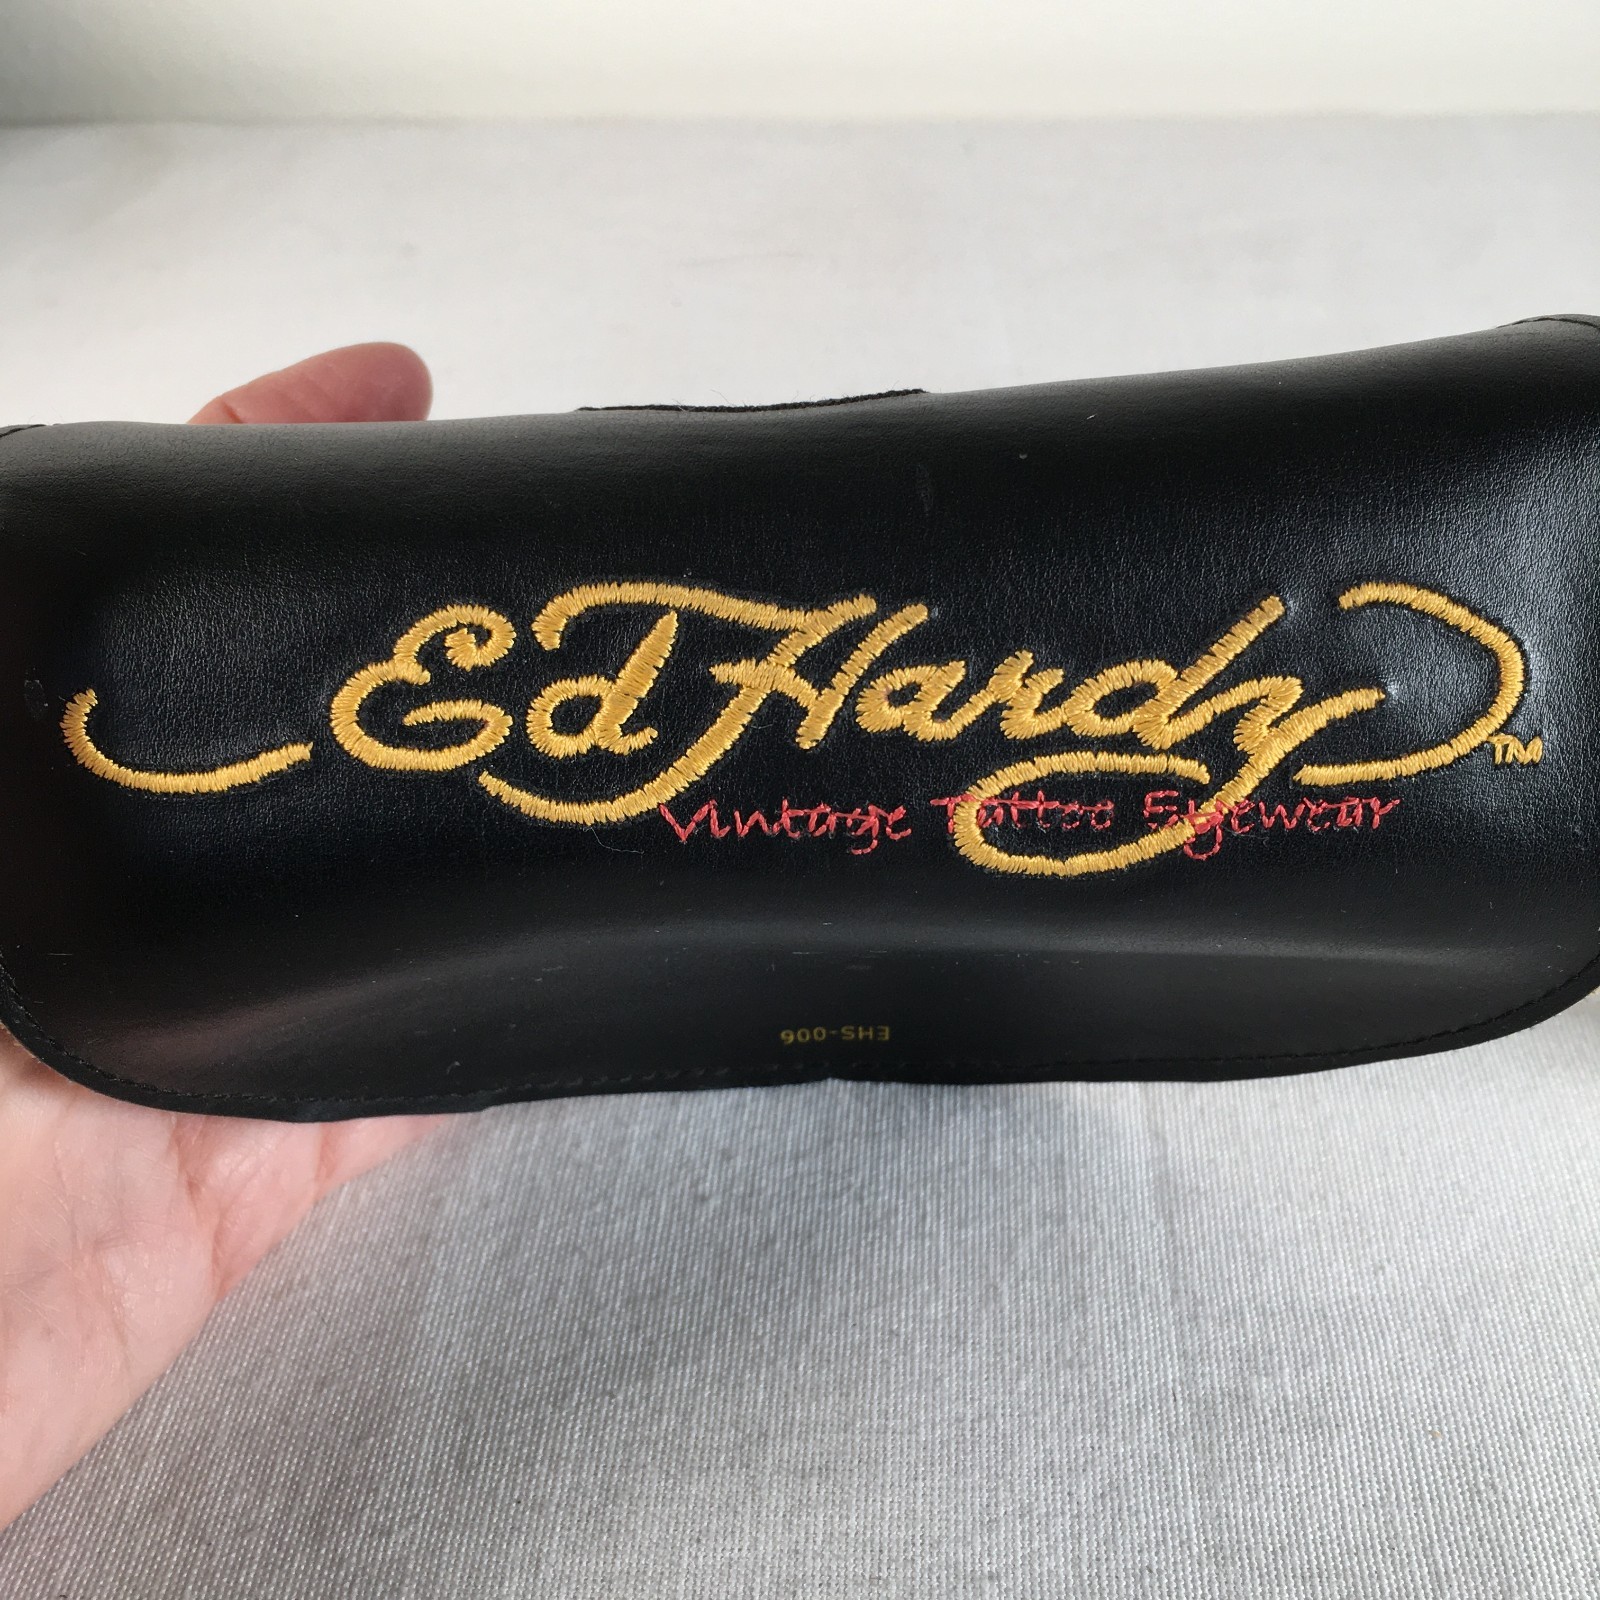 Ed Hardy™
Vintage Tattoo Eyewear
EHS-006